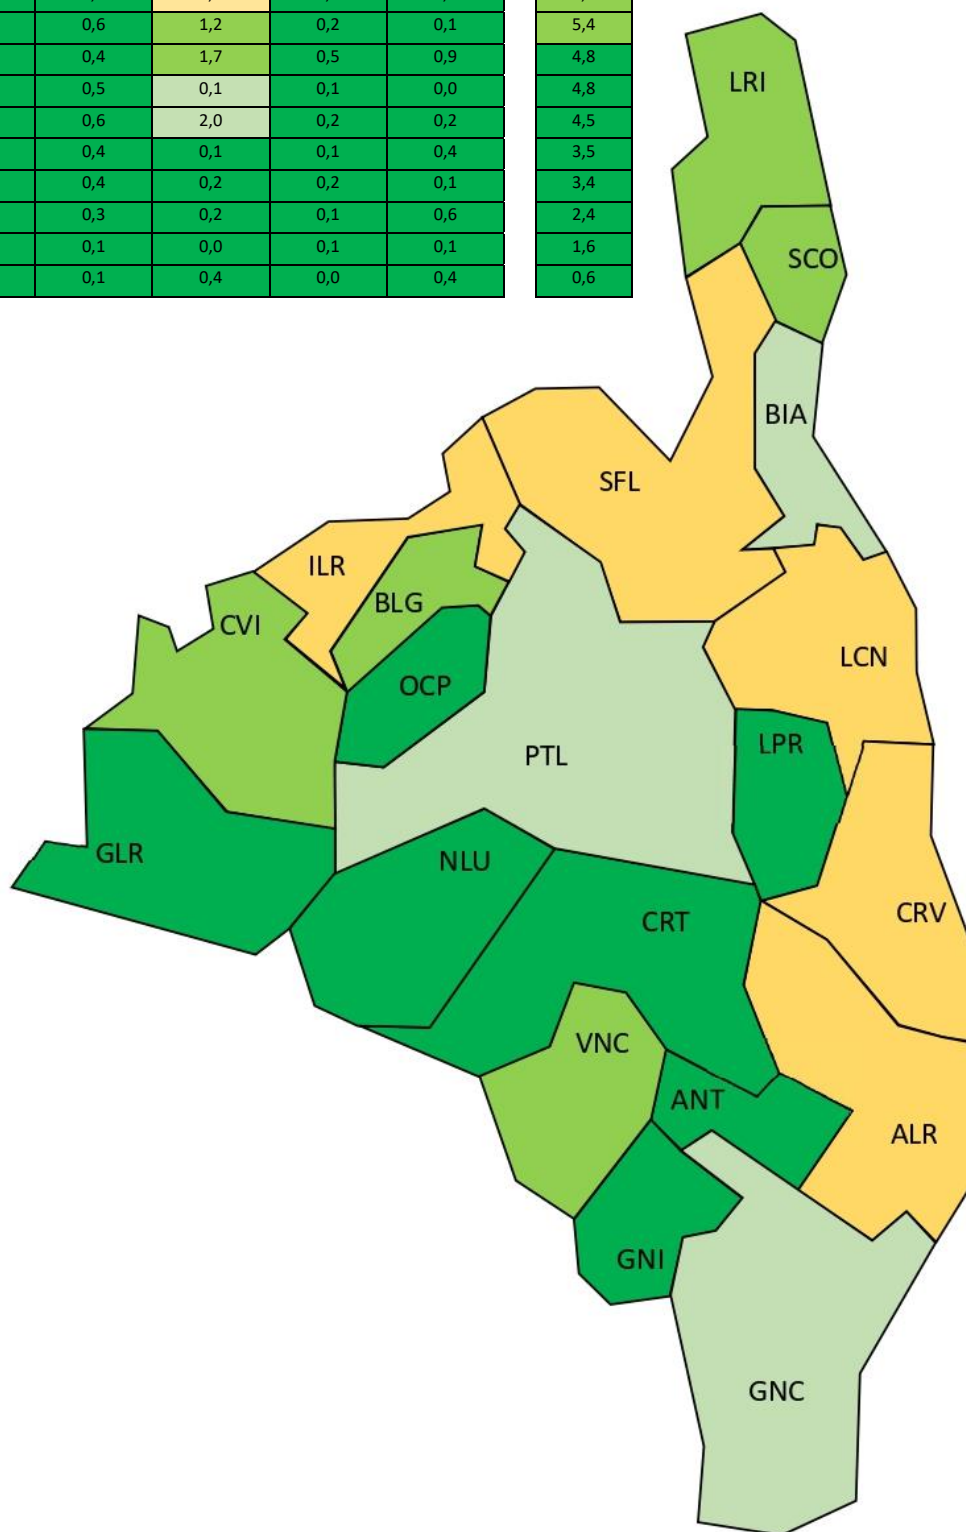 0,6 1,2 0,2 0,1 5,4
0,4 1,7 0,5 0,9 4,8
0,5 0,1 0,1 0,0 4,8
0,6 2,0 0,2 0,2 4,5
0,4 0,1 0,1 0,4 3,5
0,4 0,2 0,2 0,1 3,4
0,3 0,2 0,1 0,6 2,4
0,1 0,0 0,1 0,1 1,6
0,1 0,4 0,0 0,4 0,6
LRI
SCO
BIA
SFL
ILR
BLG
CVI
LCN
OCP
LPR
PTL
GLR
NLU
CRV
CRT
VNC
ANT
ALR
GNI
GNC